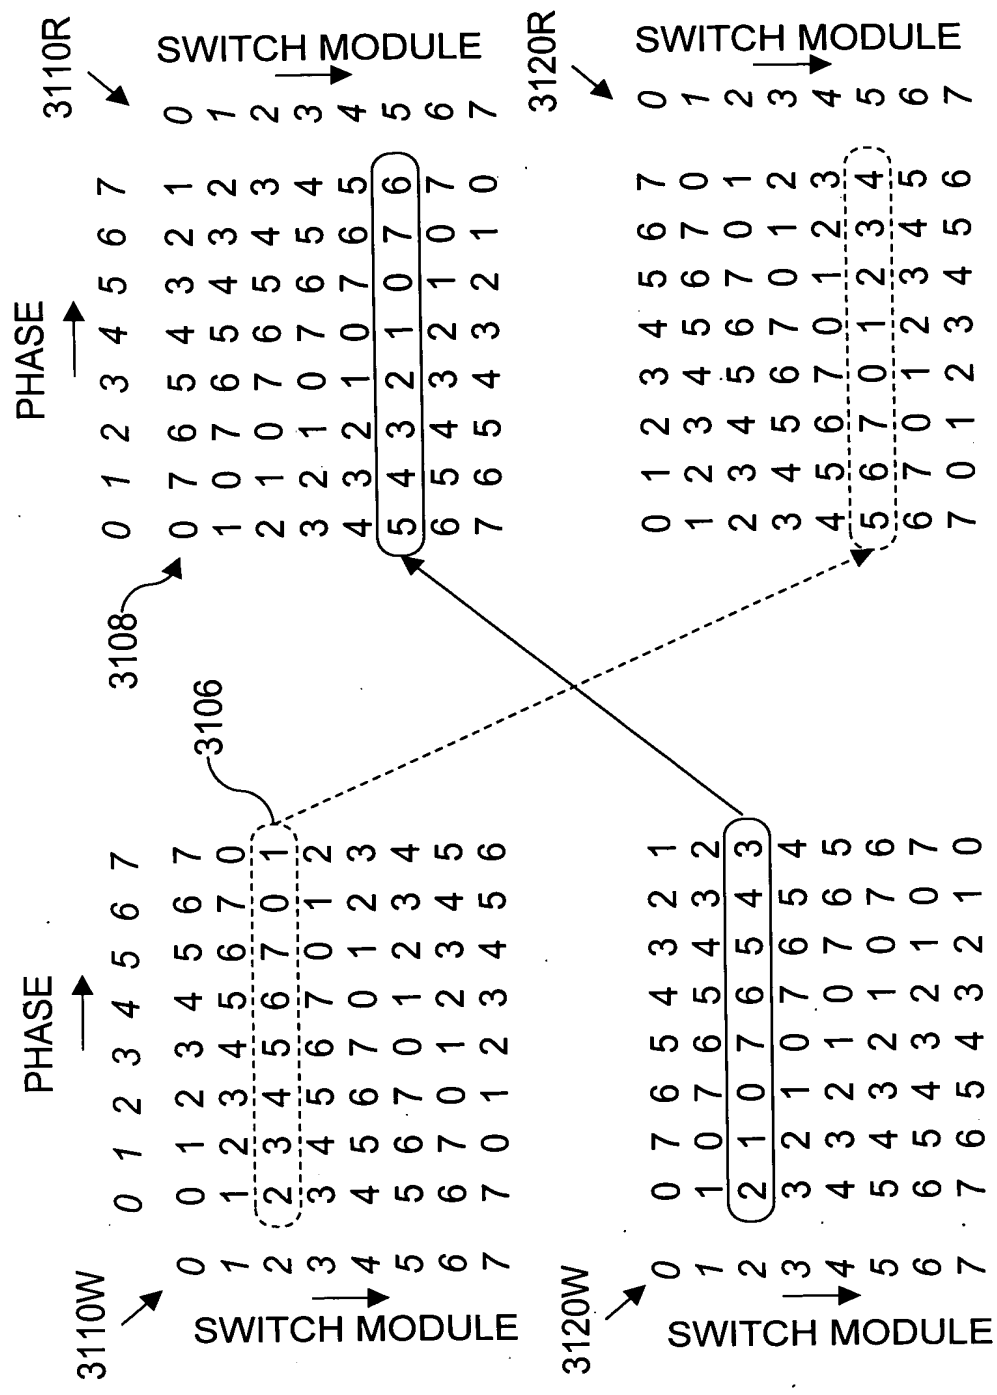 3110W
PHASE
SWITCH MODULE
0 1 2 3 4 5 6 7
0 0 1 2 3 4 5 6 7
1 1 2 3 4 5 6 7 0
2 2 3 4 5 6 7 0 1
3 3 4 5 6 7 0 1 2
4 4 5 6 7 0 1 2 3
5 5 6 7 0 1 2 3 4
6 6 7 0 1 2 3 4 5
7 7 0 1 2 3 4 5 6
3106
3108
3110R
PHASE
SWITCH MODULE
0 1 2 3 4 5 6 7
0 7 6 5 4 3 2 1 0
1 0 7 6 5 4 3 2 1
2 1 0 7 6 5 4 3 2
3 2 1 0 7 6 5 4 3
4 3 2 1 0 7 6 5 4
5 4 3 2 1 0 7 6 5
6 5 4 3 2 1 0 7 6
7 6 5 4 3 2 1 0 7
3120W
SWITCH MODULE
0 0 7 6 5 4 3 2 1
1 1 0 7 6 5 4 3 2
2 2 1 0 7 6 5 4 3
3 3 2 1 0 7 6 5 4
4 4 3 2 1 0 7 6 5
5 5 4 3 2 1 0 7 6
6 6 5 4 3 2 1 0 7
7 7 6 5 4 3 2 1 0
3120R
SWITCH MODULE
0 1 2 3 4 5 6 7 0
1 2 3 4 5 6 7 0 1
2 3 4 5 6 7 0 1 2
3 4 5 6 7 0 1 2 3
4 5 6 7 0 1 2 3 4
5 6 7 0 1 2 3 4 5
6 7 0 1 2 3 4 5 6
7 0 1 2 3 4 5 6 7